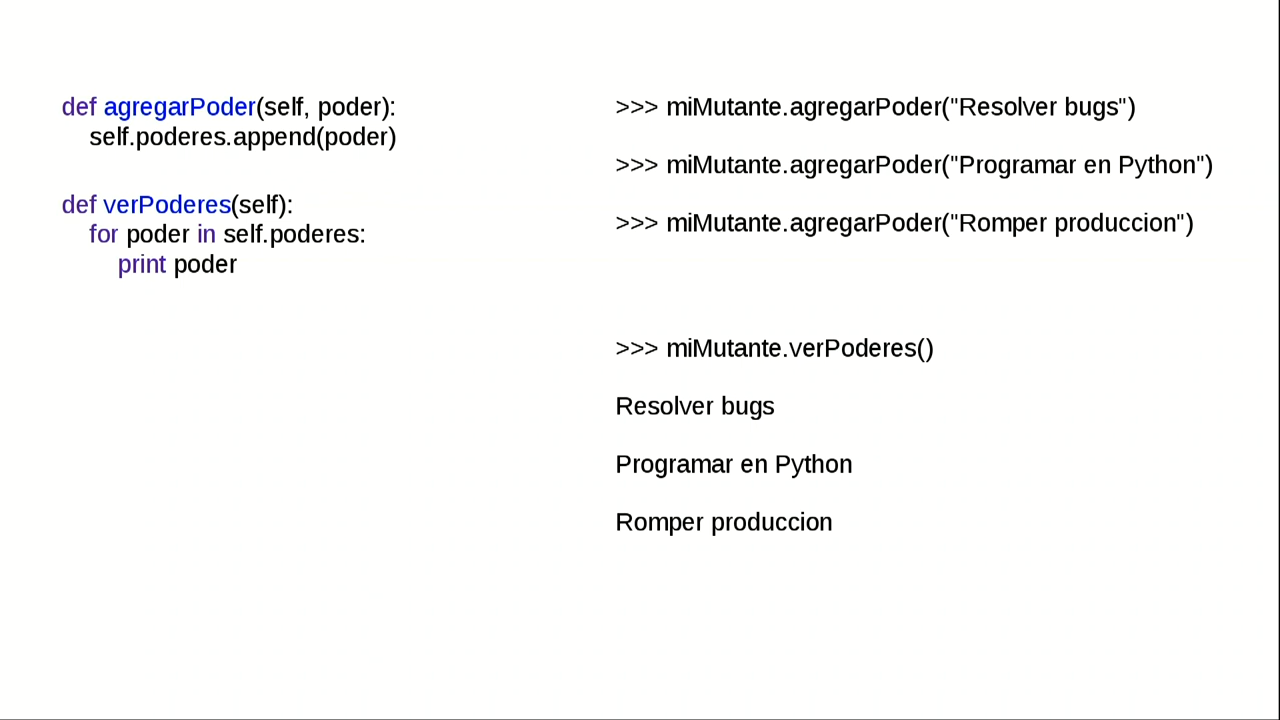 def agregarPoder(self, poder):
    self.poderes.append(poder)
def verPoderes(self):
    for poder in self.poderes:
        print poder
>>> miMutante.agregarPoder("Resolver bugs")
>>> miMutante.agregarPoder("Programar en Python")
>>> miMutante.agregarPoder("Romper produccion")
>>> miMutante.verPoderes()
Resolver bugs
Programar en Python
Romper produccion